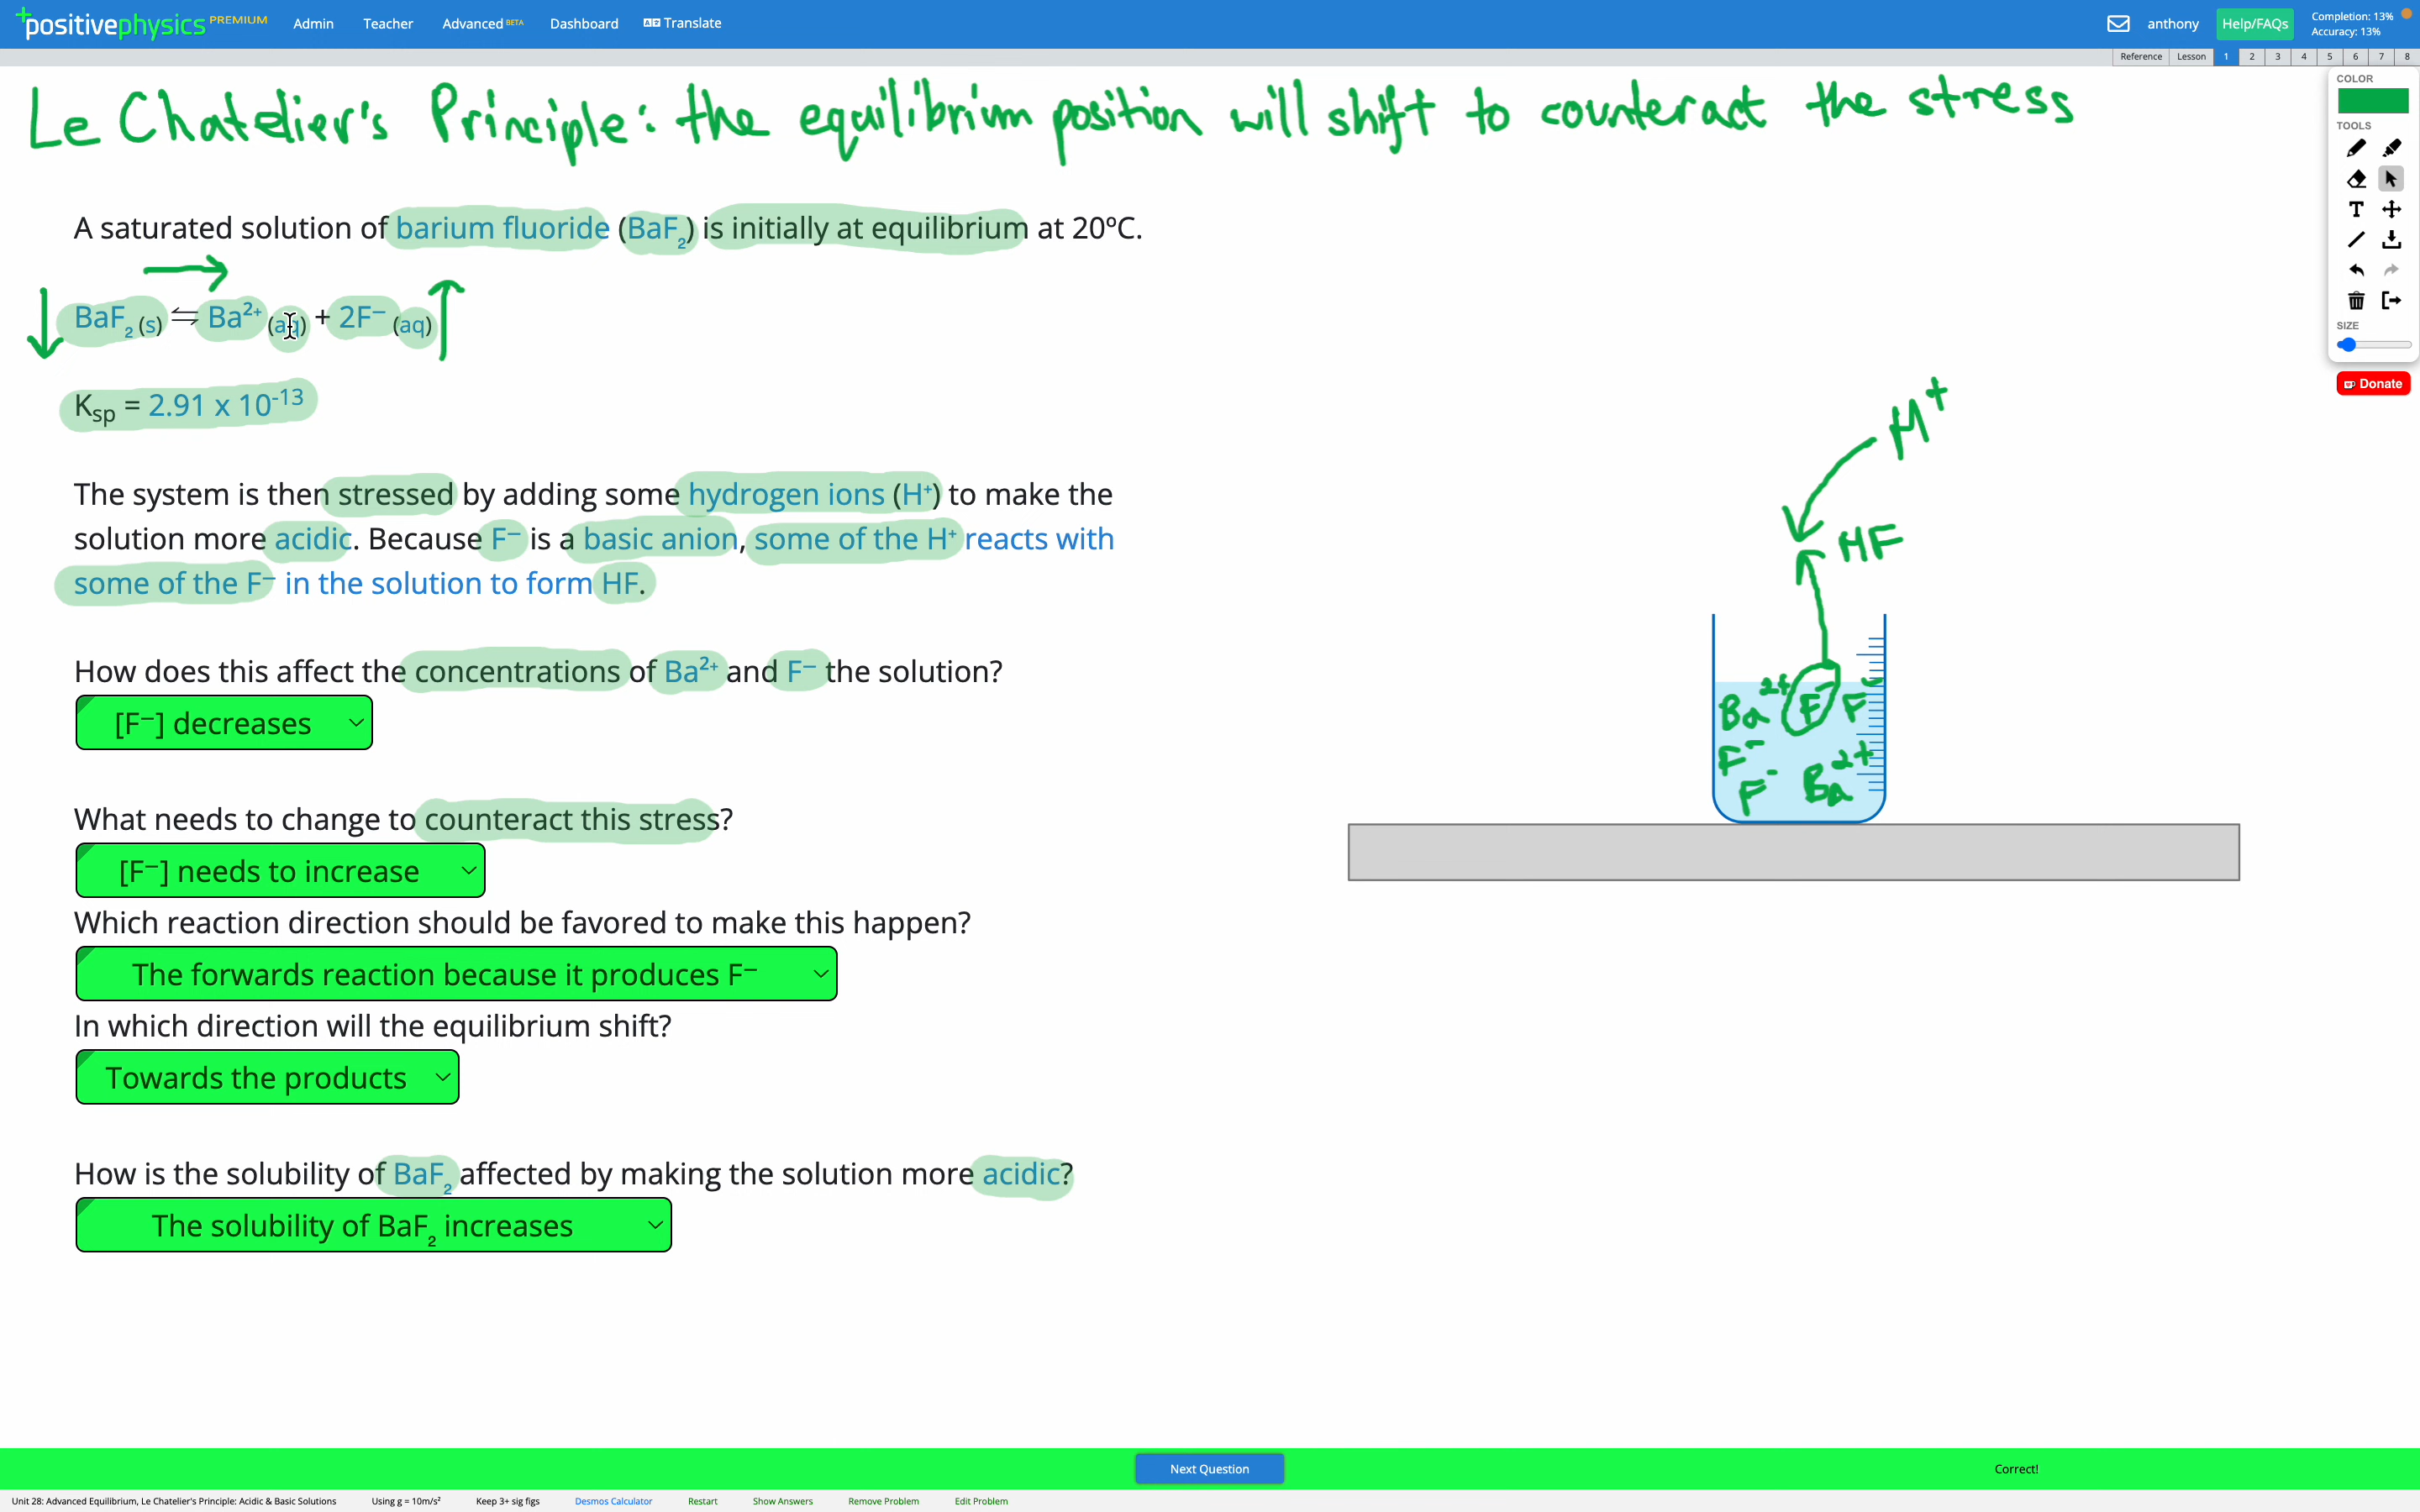 +positivephysics PREMIUM Admin Teacher Advanced BETA Dashboard Translate anthony Help/FAQs Completion: 13%
Accuracy: 13%
Reference Lesson 1 2 3 4 5 6 7 8
COLOR
TOOLS
SIZE
Donate
Le Chatelier's Principle: the equilibrium position will shift to counteract the stress
A saturated solution of barium fluoride (BaF₂) is initially at equilibrium at 20ºC.
BaF₂ (s) ⇋ Ba²⁺ (aq) + 2F⁻ (aq)
Ksp = 2.91 x 10⁻¹³
The system is then stressed by adding some hydrogen ions (H⁺) to make the
solution more acidic. Because F⁻ is a basic anion, some of the H⁺ reacts with
some of the F⁻ in the solution to form HF.
How does this affect the concentrations of Ba²⁺ and F⁻ the solution?
[F⁻] decreases
What needs to change to counteract this stress?
[F⁻] needs to increase
Which reaction direction should be favored to make this happen?
The forwards reaction because it produces F⁻
In which direction will the equilibrium shift?
Towards the products
How is the solubility of BaF₂ affected by making the solution more acidic?
The solubility of BaF₂ increases
H⁺
HF
Ba²⁺ F⁻ F⁻
F⁻
F⁻ Ba²⁺
Next Question
Correct!
Unit 28: Advanced Equilibrium, Le Chatelier's Principle: Acidic & Basic Solutions Using g = 10m/s² Keep 3+ sig figs Desmos Calculator Restart Show Answers Remove Problem Edit Problem